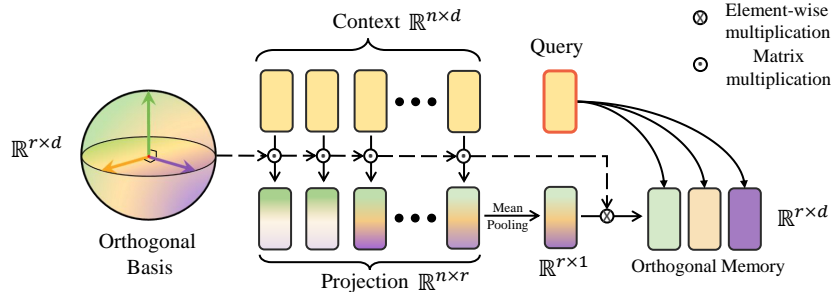 Context ℝ^{n×d}
Element-wise
multiplication
Matrix
multiplication
Query
ℝ^{r×d}
Orthogonal
Basis
Mean
Pooling
ℝ^{r×1}
ℝ^{r×d}
Orthogonal Memory
Projection ℝ^{n×r}